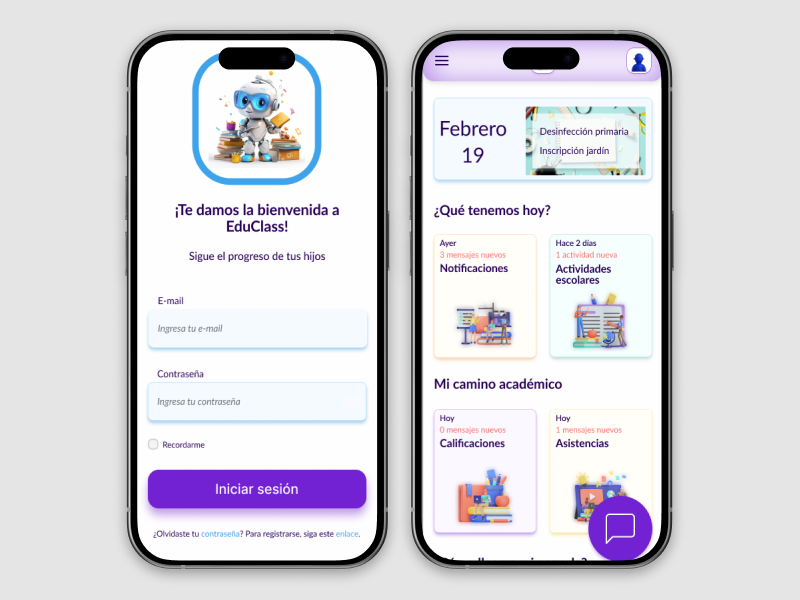 ¡Te damos la bienvenida a
EduClass!
Sigue el progreso de tus hijos
E-mail
Ingresa tu e-mail
Contraseña
Ingresa tu contraseña
Recordarme
Iniciar sesión
¿Olvidaste tu contraseña? Para registrarse, siga este enlace.
Febrero
19
Desinfección primaria
Inscripción jardín
¿Qué tenemos hoy?
Ayer
3 mensajes nuevos
Notificaciones
Hace 2 días
1 actividad nueva
Actividades
escolares
Mi camino académico
Hoy
0 mensajes nuevos
Calificaciones
Hoy
1 mensajes nuevos
Asistencias